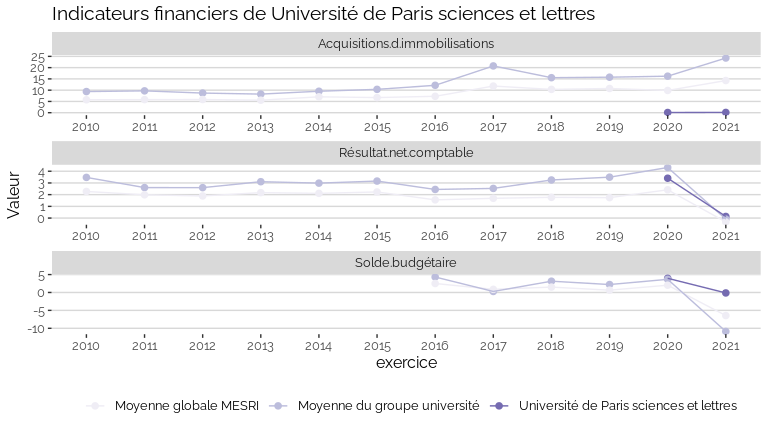 Indicateurs financiers de Université de Paris sciences et lettres
Acquisitions.d.immobilisations
25
20
15
10
5
0
2010 2011 2012 2013 2014 2015 2016 2017 2018 2019 2020 2021
Résultat.net.comptable
4
3
2
1
0
2010 2011 2012 2013 2014 2015 2016 2017 2018 2019 2020 2021
Valeur
Solde.budgétaire
5
0
-5
-10
2010 2011 2012 2013 2014 2015 2016 2017 2018 2019 2020 2021
exercice
Moyenne globale MESRI Moyenne du groupe université Université de Paris sciences et lettres